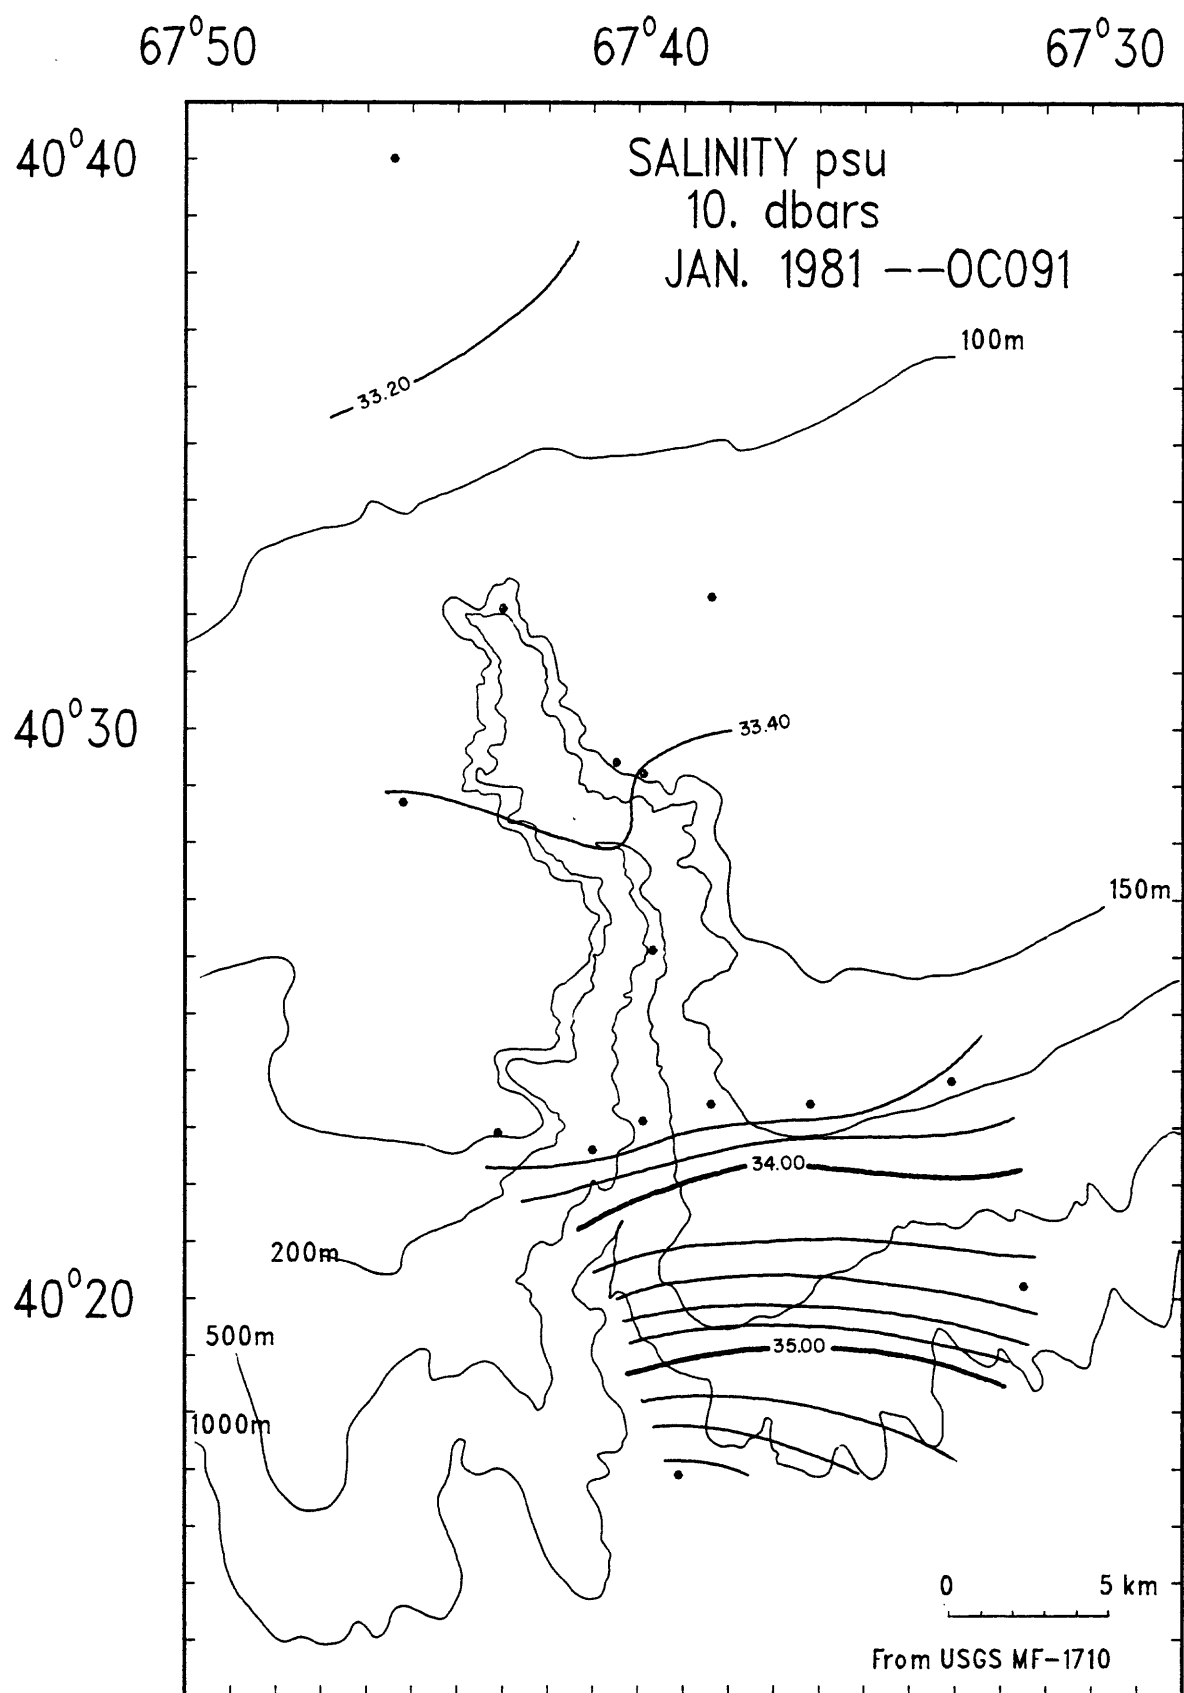 67°50 67°40 67°30
40°40
SALINITY psu
10. dbars
JAN. 1981 --OC091
100m
33.20
40°30
33.40
150m
34.00
200m
40°20
500m
35.00
1000m
0 5 km
From USGS MF-1710